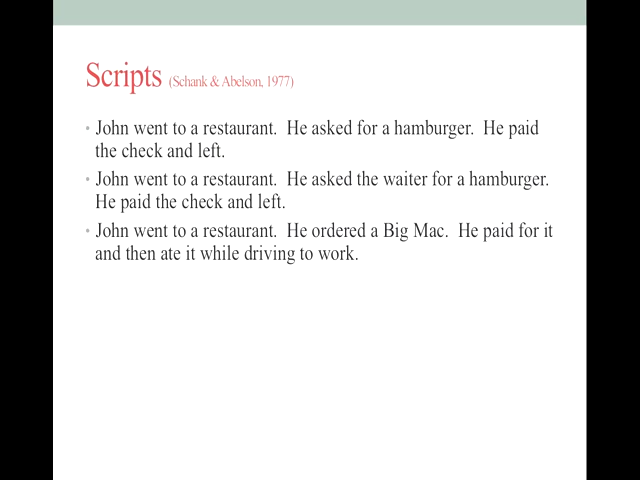 Scripts (Schank & Abelson, 1977)
• John went to a restaurant.  He asked for a hamburger.  He paid
the check and left.
• John went to a restaurant.  He asked the waiter for a hamburger.
He paid the check and left.
• John went to a restaurant.  He ordered a Big Mac.  He paid for it
and then ate it while driving to work.